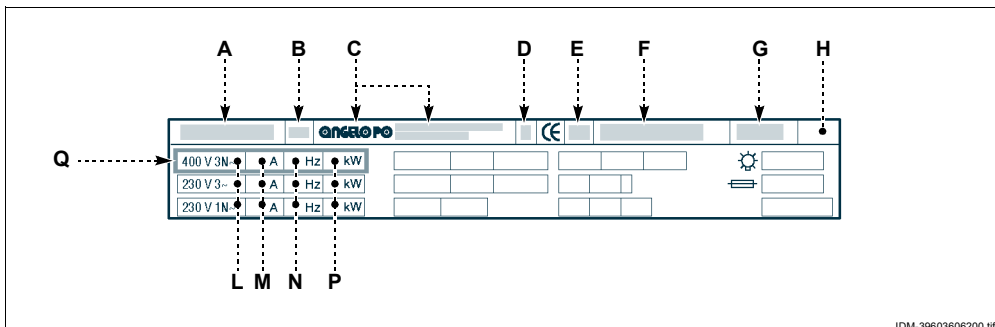 A B C D E F G H
ANGELO PO CE
Q
400 V 3N~ A Hz kW
230 V 3~ A Hz kW
230 V 1N~ A Hz kW
L M N P
IDM-39603606200.tif